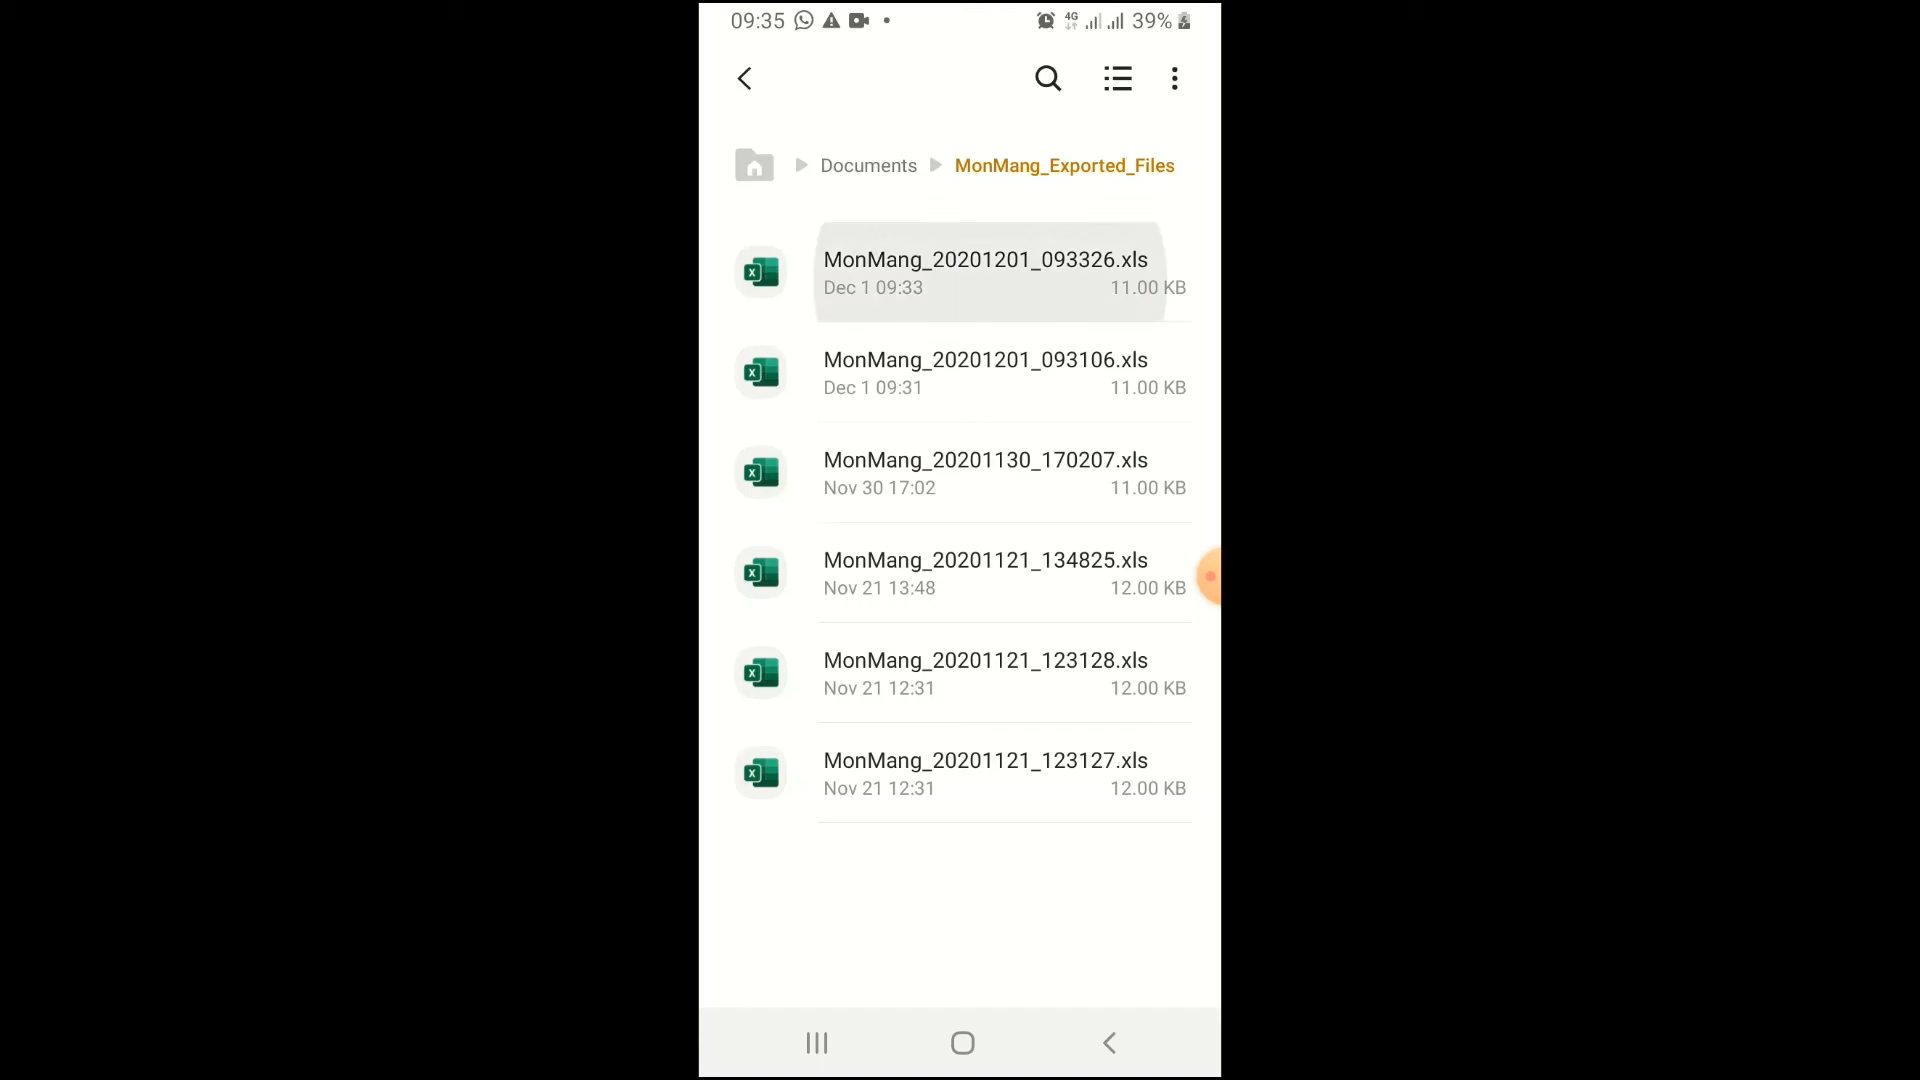 09:35 4G 39%
Documents MonMang_Exported_Files
MonMang_20201201_093326.xls
Dec 1 09:33 11.00 KB
MonMang_20201201_093106.xls
Dec 1 09:31 11.00 KB
MonMang_20201130_170207.xls
Nov 30 17:02 11.00 KB
MonMang_20201121_134825.xls
Nov 21 13:48 12.00 KB
MonMang_20201121_123128.xls
Nov 21 12:31 12.00 KB
MonMang_20201121_123127.xls
Nov 21 12:31 12.00 KB